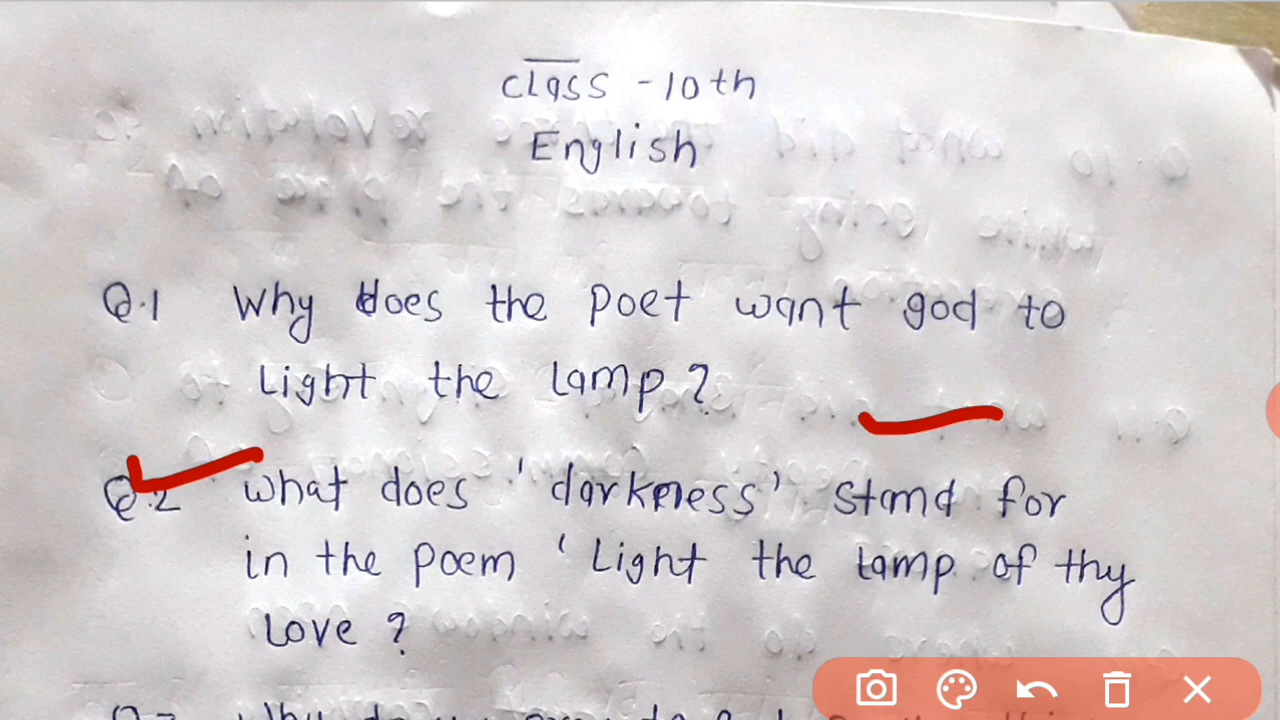 Class - 10th
English
Q.1 Why does the poet want god to
Light the Lamp?
Q.2 What does 'darkness' stand for
in the poem 'Light the lamp of thy
Love?